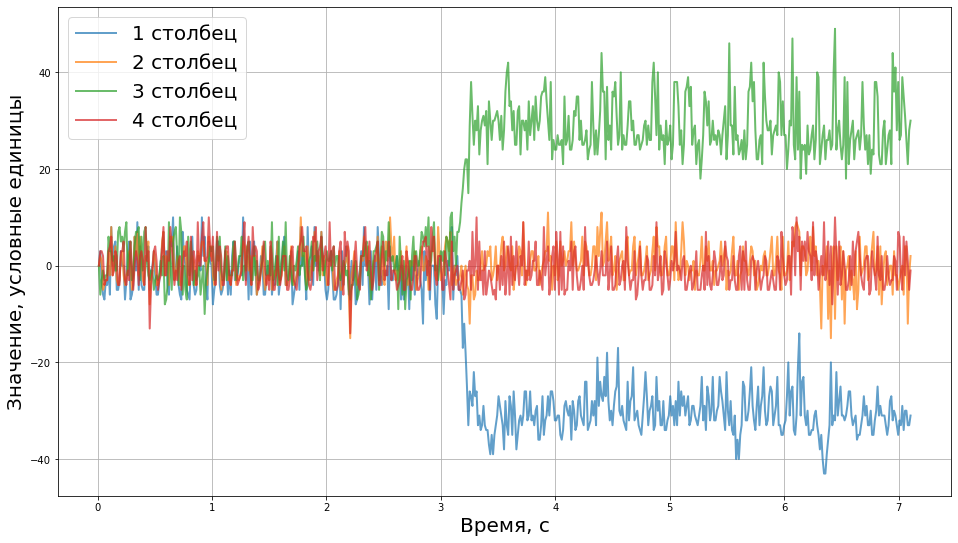 1 столбец
2 столбец
3 столбец
4 столбец
Значение, условные единицы
40
20
0
−20
−40
0 1 2 3 4 5 6 7
Время, с